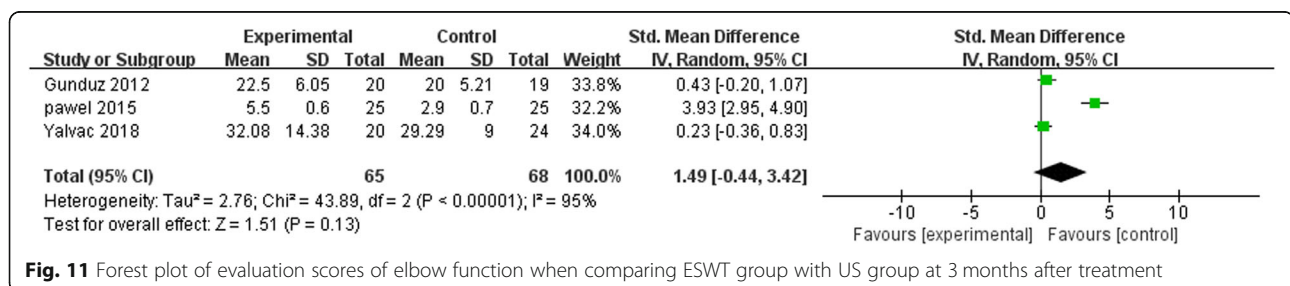 Experimental Control Std. Mean Difference Std. Mean Difference
Study or Subgroup Mean SD Total Mean SD Total Weight IV, Random, 95% CI IV, Random, 95% CI
Gunduz 2012 22.5 6.05 20 20 5.21 19 33.8% 0.43 [-0.20, 1.07]
pawel 2015 5.5 0.6 25 2.9 0.7 25 32.2% 3.93 [2.95, 4.90]
Yalvac 2018 32.08 14.38 20 29.29 9 24 34.0% 0.23 [-0.36, 0.83]
Total (95% CI) 65 68 100.0% 1.49 [-0.44, 3.42]
Heterogeneity: Tau² = 2.76; Chi² = 43.89, df = 2 (P < 0.00001); I² = 95%
Test for overall effect: Z = 1.51 (P = 0.13)
-10 -5 0 5 10
Favours [experimental] Favours [control]
Fig. 11 Forest plot of evaluation scores of elbow function when comparing ESWT group with US group at 3 months after treatment